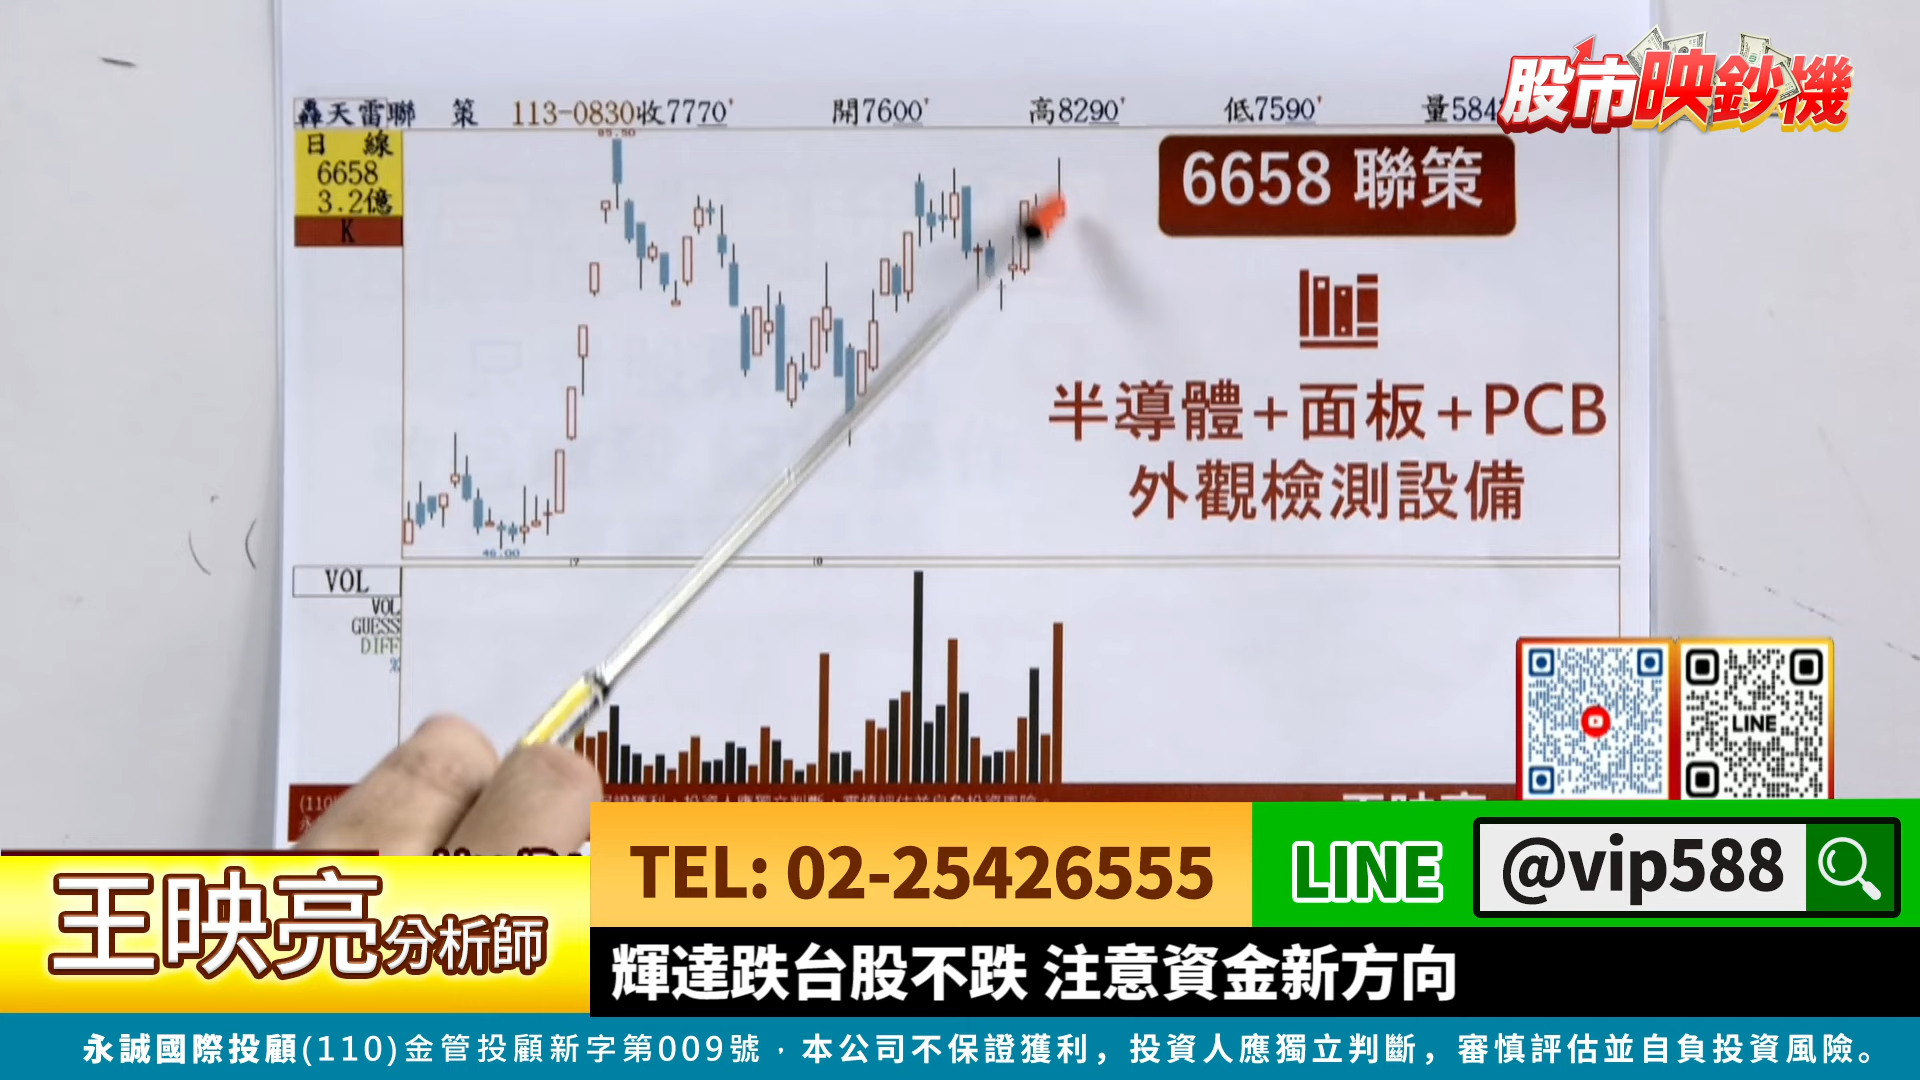 股市映鈔機
轟天雷聯 策 113-0830收7770' 開7600' 高8290' 低7590' 量584
日 線
6658
3.2億
K
85.50
6658 聯策
半導體+面板+PCB
外觀檢測設備
46.00
VOL
VOL
GUESS
DIFF
%
LINE
TEL: 02-25426555
LINE @vip588
王映亮分析師
輝達跌台股不跌 注意資金新方向
永誠國際投顧(110)金管投顧新字第009號，本公司不保證獲利，投資人應獨立判斷，審慎評估並自負投資風險。